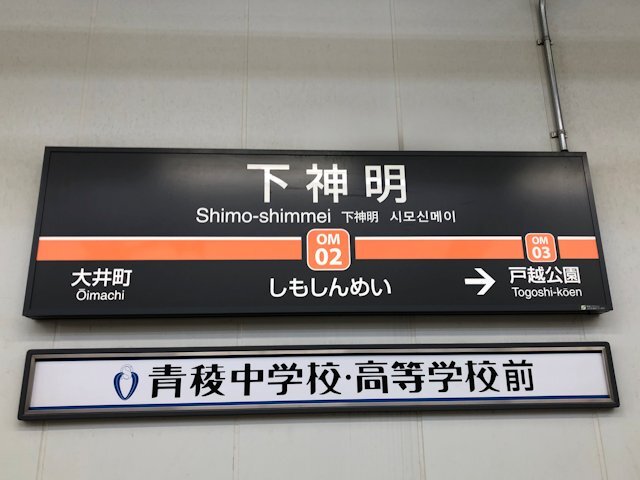 下神明
Shimo-shimmei 下神明 시모신메이
OM 02
OM 03
大井町
Ōimachi
しもしんめい
→ 戸越公園
Togoshi-kōen
青稜中学校・高等学校前